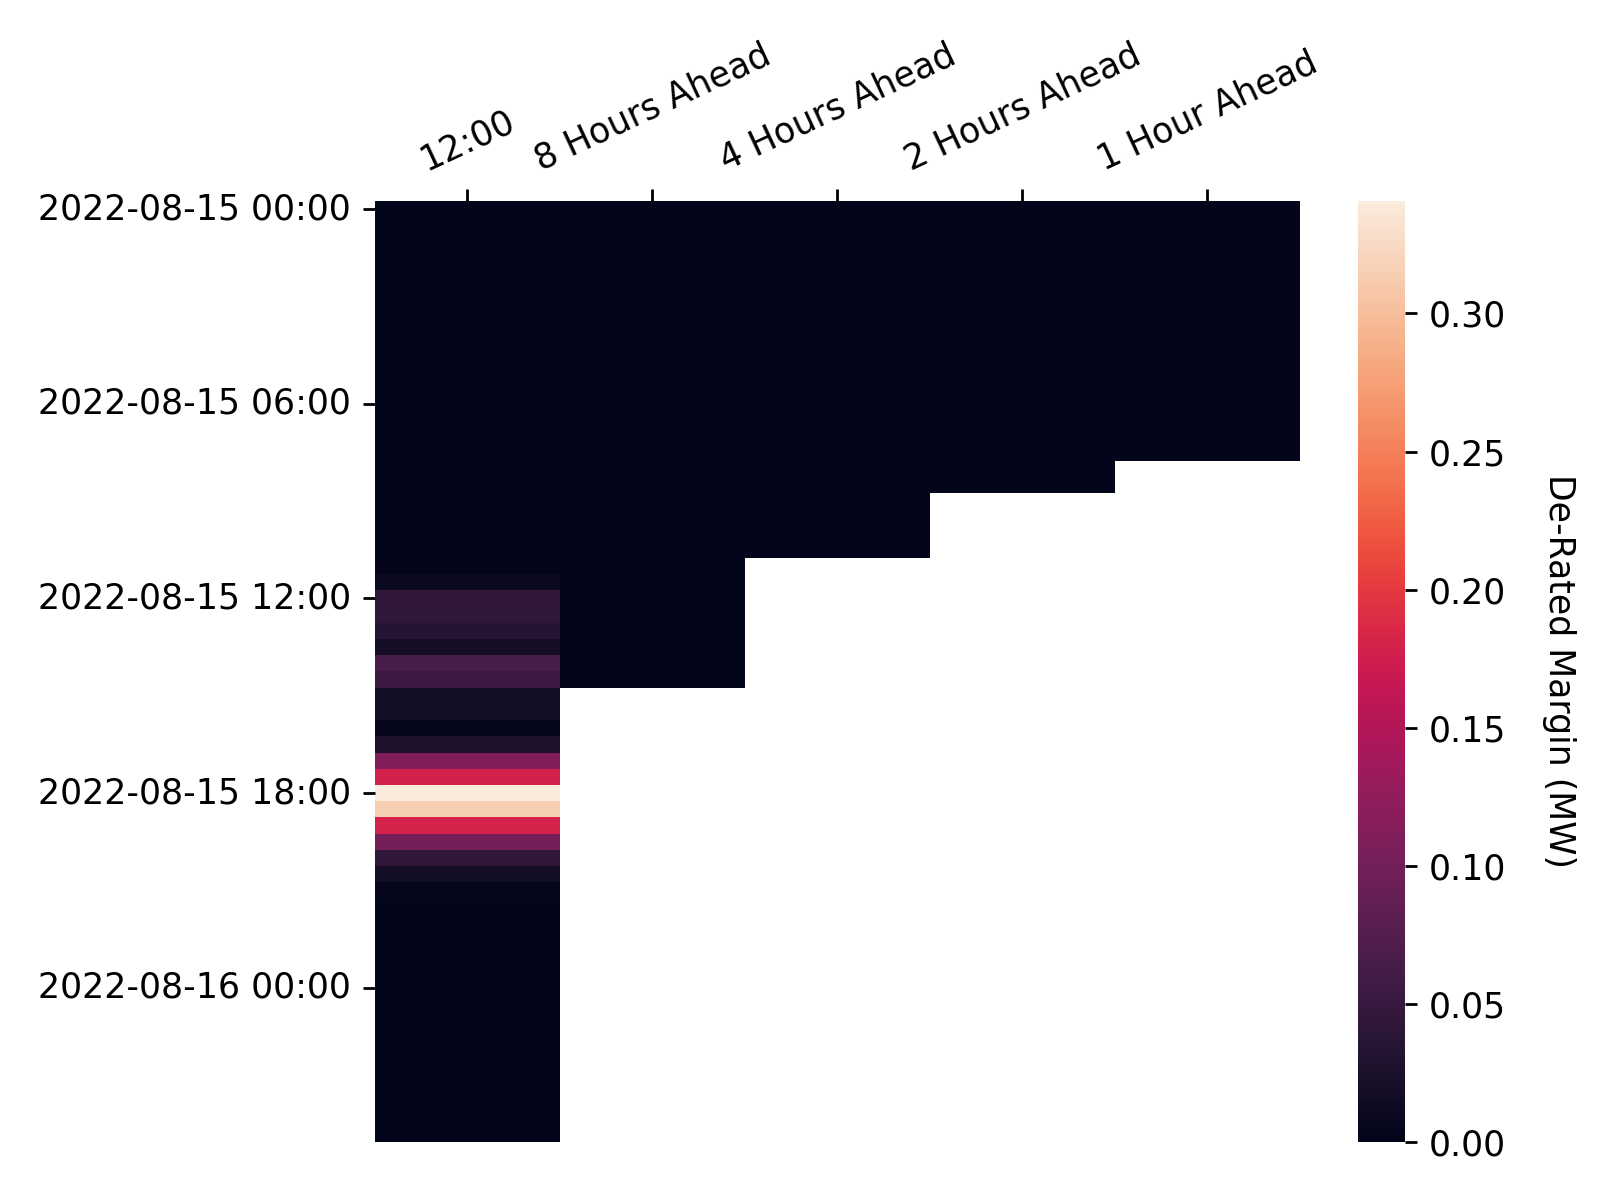 12:00
8 Hours Ahead
4 Hours Ahead
2 Hours Ahead
1 Hour Ahead
2022-08-15 00:00
2022-08-15 06:00
2022-08-15 12:00
2022-08-15 18:00
2022-08-16 00:00
0.30
0.25
0.20
0.15
0.10
0.05
0.00
De-Rated Margin (MW)